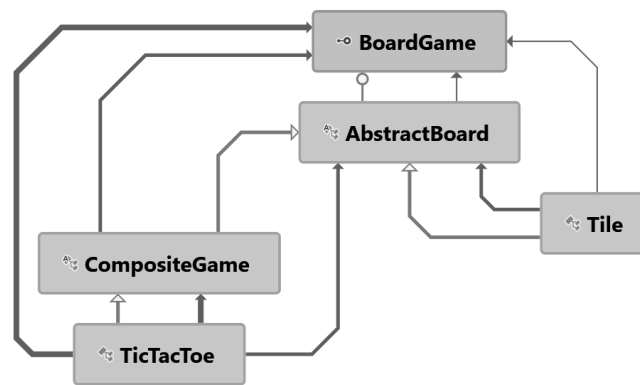 BoardGame
AbstractBoard
Tile
CompositeGame
TicTacToe